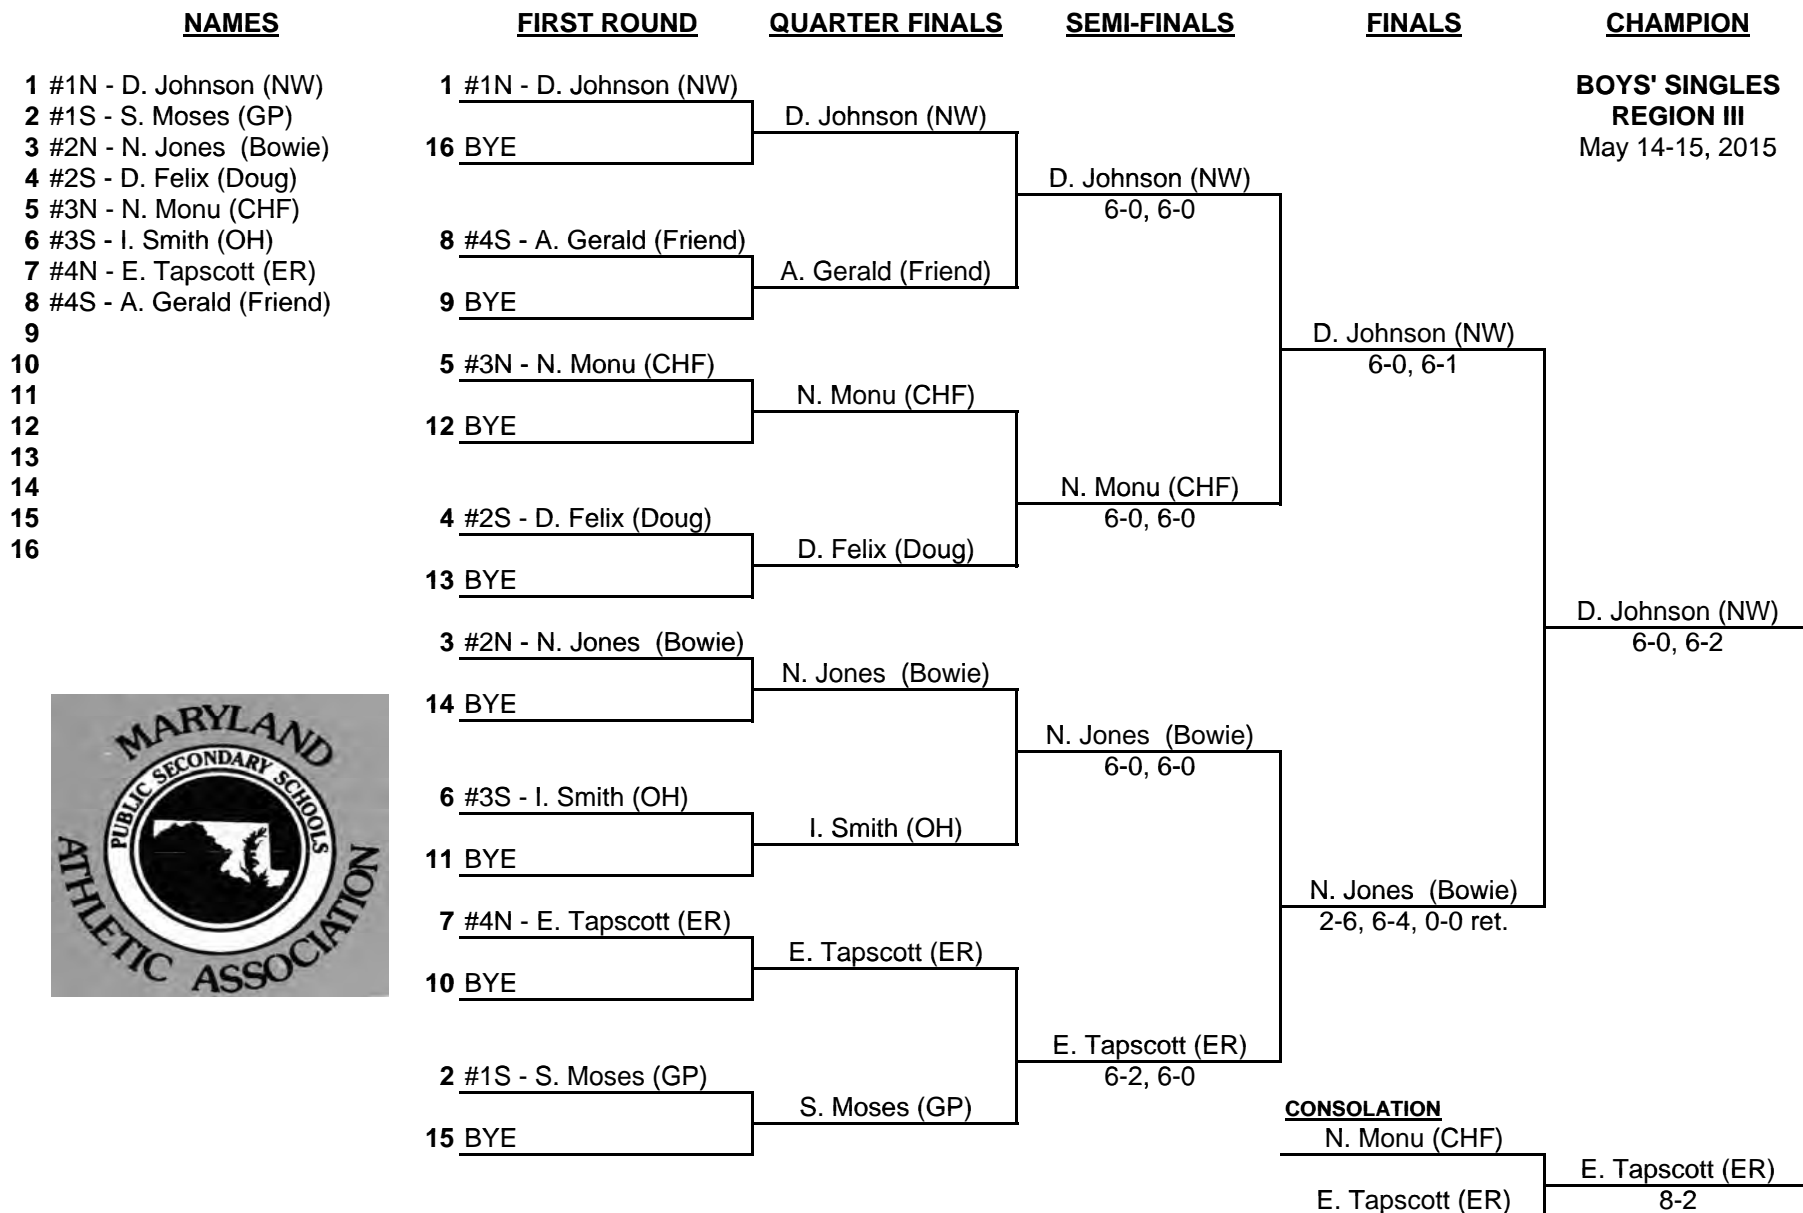 NAMES
FIRST ROUND
QUARTER FINALS
SEMI-FINALS
FINALS
CHAMPION
1 #1N - D. Johnson (NW)
2 #1S - S. Moses (GP)
3 #2N - N. Jones (Bowie)
4 #2S - D. Felix (Doug)
5 #3N - N. Monu (CHF)
6 #3S - I. Smith (OH)
7 #4N - E. Tapscott (ER)
8 #4S - A. Gerald (Friend)
9
10
11
12
13
14
15
16
MARYLAND
PUBLIC SECONDARY SCHOOLS
ATHLETIC ASSOCIATION
1 #1N - D. Johnson (NW)
16 BYE
8 #4S - A. Gerald (Friend)
9 BYE
5 #3N - N. Monu (CHF)
12 BYE
4 #2S - D. Felix (Doug)
13 BYE
3 #2N - N. Jones (Bowie)
14 BYE
6 #3S - I. Smith (OH)
11 BYE
7 #4N - E. Tapscott (ER)
10 BYE
2 #1S - S. Moses (GP)
15 BYE
D. Johnson (NW)
A. Gerald (Friend)
N. Monu (CHF)
D. Felix (Doug)
N. Jones (Bowie)
I. Smith (OH)
E. Tapscott (ER)
S. Moses (GP)
D. Johnson (NW)
6-0, 6-0
N. Monu (CHF)
6-0, 6-0
N. Jones (Bowie)
6-0, 6-0
E. Tapscott (ER)
6-2, 6-0
D. Johnson (NW)
6-0, 6-1
N. Jones (Bowie)
2-6, 6-4, 0-0 ret.
CONSOLATION
N. Monu (CHF)
E. Tapscott (ER)
BOYS' SINGLES
REGION III
May 14-15, 2015
D. Johnson (NW)
6-0, 6-2
E. Tapscott (ER)
8-2